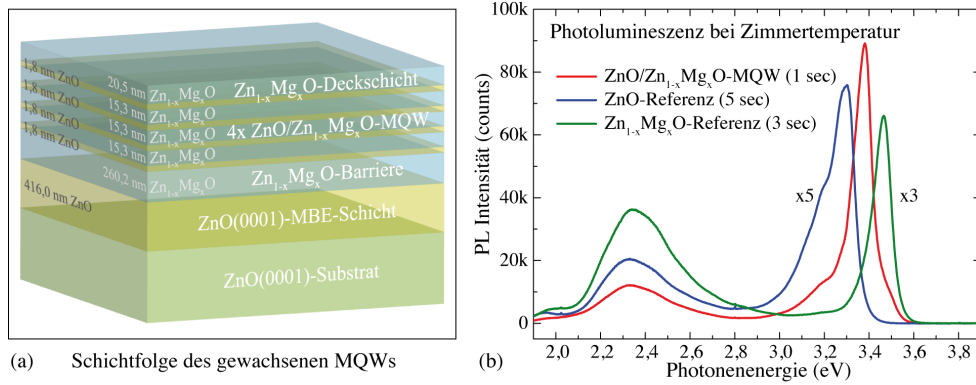 1,8 nm ZnO
1,8 nm ZnO
1,8 nm ZnO
1,8 nm ZnO
416,0 nm ZnO
20,5 nm Zn1-xMgxO
15,3 nm Zn1-xMgxO
15,3 nm Zn1-xMgxO
15,3 nm Zn1-xMgxO
260,2 nm Zn1-xMgxO
Zn1-xMgxO-Deckschicht
4x ZnO/Zn1-xMgxO-MQW
Zn1-xMgxO-Barriere
ZnO(0001)-MBE-Schicht
ZnO(0001)-Substrat
(a) Schichtfolge des gewachsenen MQWs
PL Intensität (counts)
100k
80k
60k
40k
20k
0
Photolumineszenz bei Zimmertemperatur
ZnO/Zn1-xMgxO-MQW (1 sec)
ZnO-Referenz (5 sec)
Zn1-xMgxO-Referenz (3 sec)
x5
x3
2,0 2,2 2,4 2,6 2,8 3,0 3,2 3,4 3,6 3,8
(b) Photonenenergie (eV)